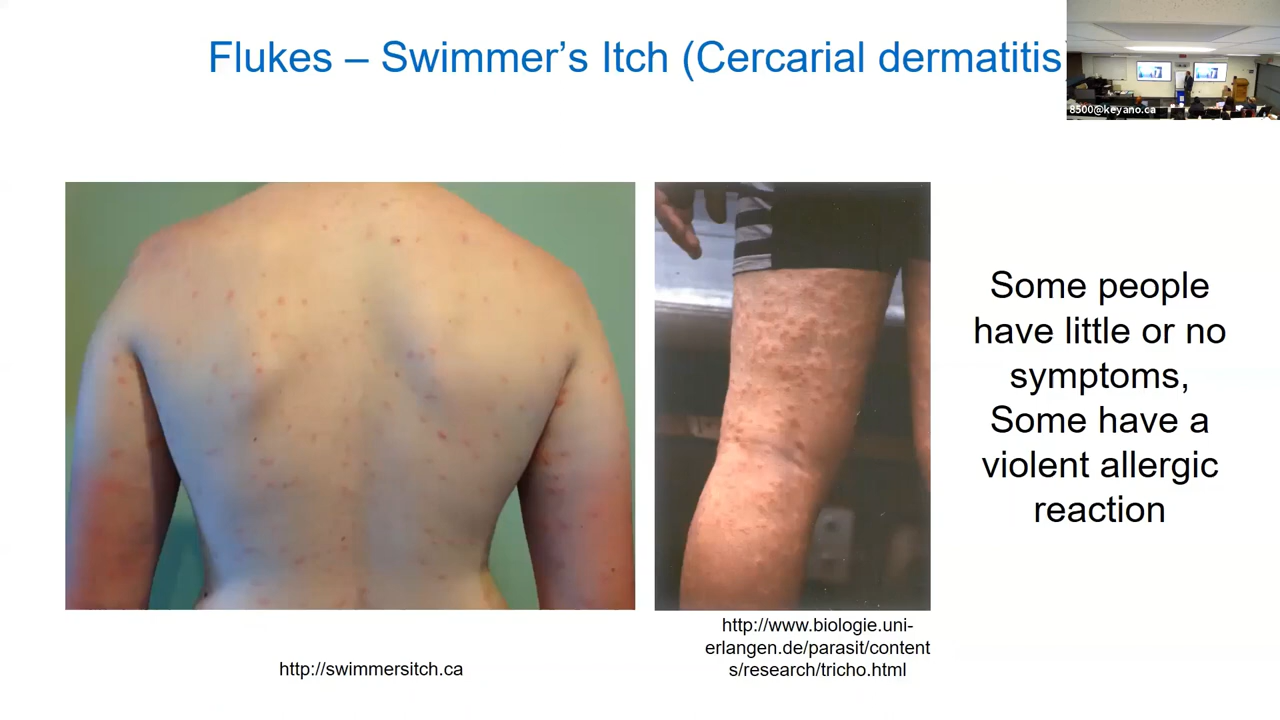 Flukes – Swimmer’s Itch (Cercarial dermatitis
8500@keyano.ca
Some people
have little or no
symptoms,
Some have a
violent allergic
reaction
http://www.biologie.uni-
erlangen.de/parasit/content
s/research/tricho.html
http://swimmersitch.ca